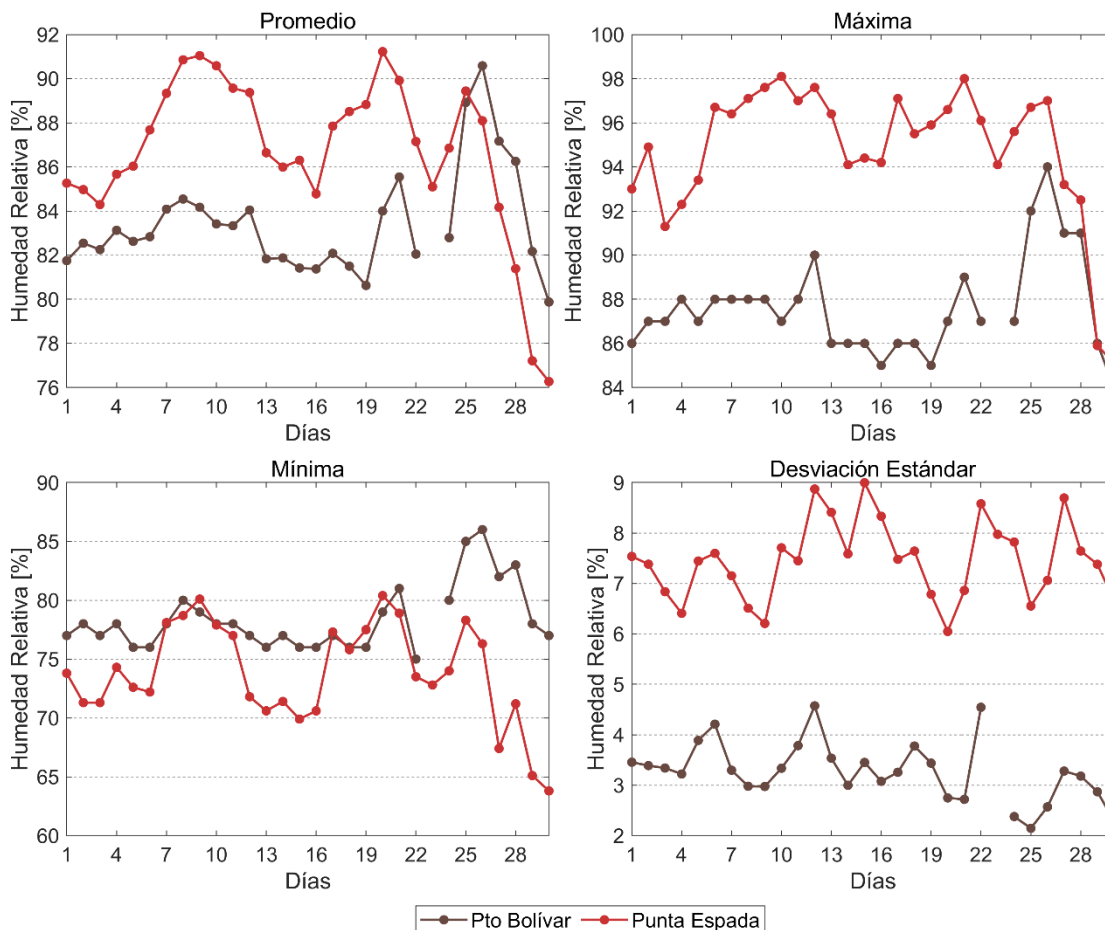 Promedio
Humedad Relativa [%]
92
90
88
86
84
82
80
78
76
1 4 7 10 13 16 19 22 25 28
Días
Máxima
Humedad Relativa [%]
100
98
96
94
92
90
88
86
84
1 4 7 10 13 16 19 22 25 28
Días
Mínima
Humedad Relativa [%]
90
85
80
75
70
65
60
1 4 7 10 13 16 19 22 25 28
Días
Desviación Estándar
Humedad Relativa [%]
9
8
7
6
5
4
3
2
1 4 7 10 13 16 19 22 25 28
Días
Pto Bolívar Punta Espada